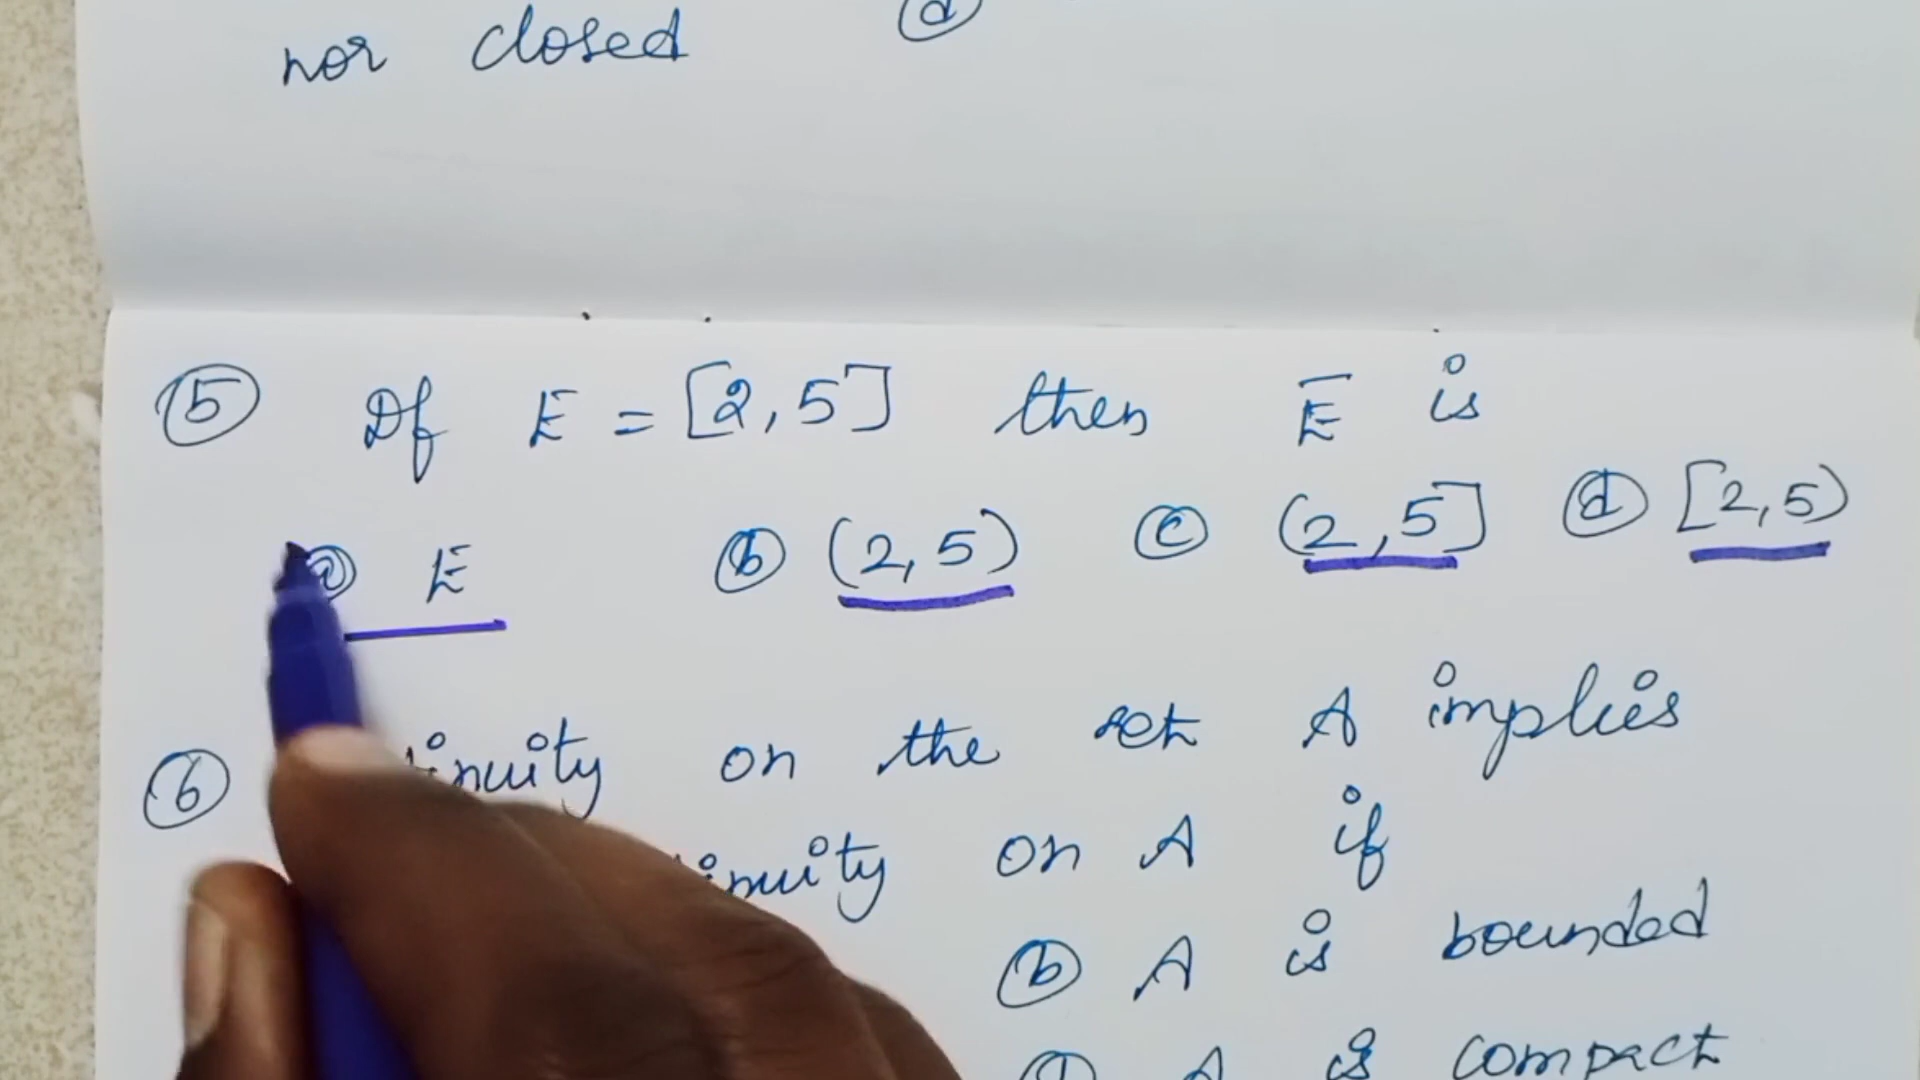 nor closed ⓓ
⑤ If E = [2,5] then E̅ is
ⓐ E ⓑ (2,5) ⓒ (2,5] ⓓ [2,5)
⑥ on the set A implies
on A if
ⓑ A is bounded
ⓓ A is compact